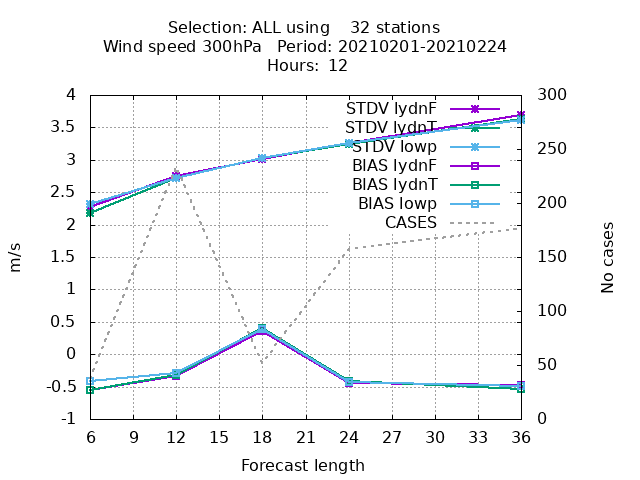 Selection: ALL using    32 stations
Wind speed 300hPa   Period: 20210201-20210224
Hours:  12
4
3.5
3
2.5
2
1.5
1
0.5
0
-0.5
-1
m/s
STDV lydnF
STDV lydnT
STDV lowp
BIAS lydnF
BIAS lydnT
BIAS lowp
CASES
300
250
200
150
100
50
0
No cases
6 12 18 21 24 27 30 33 36
9 15
Forecast length